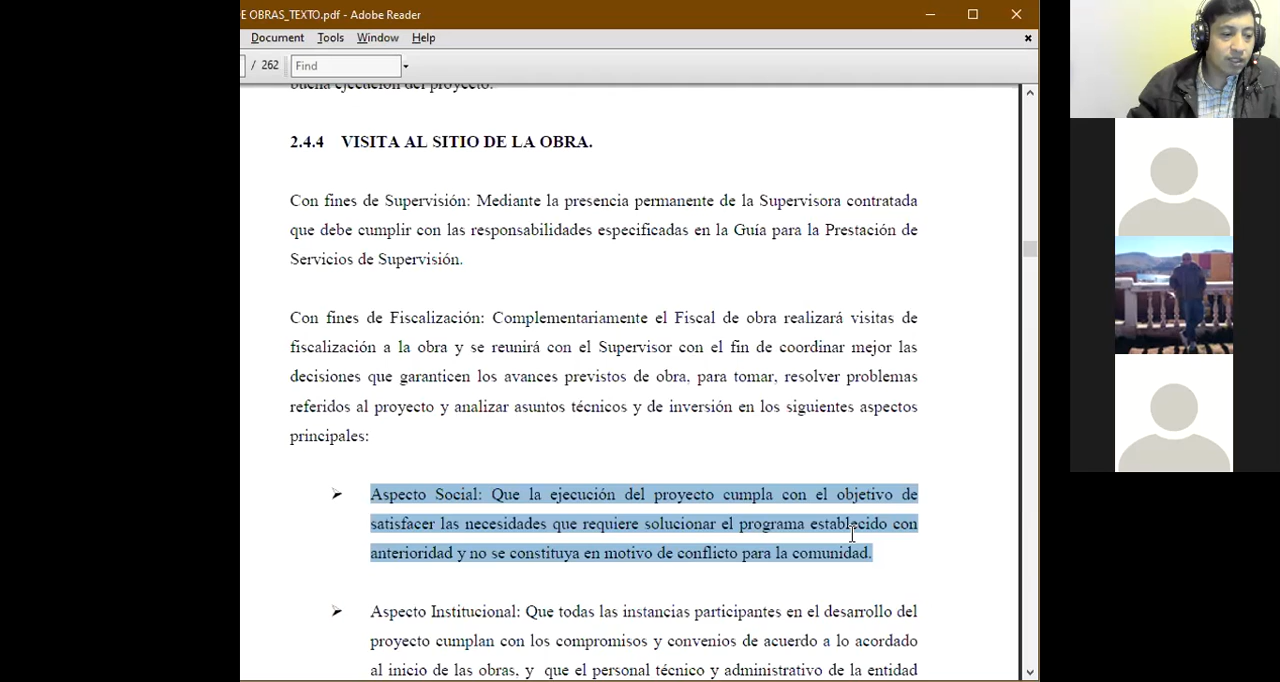 E OBRAS_TEXTO.pdf - Adobe Reader
Document Tools Window Help
/ 262 Find
buena ejecución del proyecto.
2.4.4 VISITA AL SITIO DE LA OBRA.
Con fines de Supervisión: Mediante la presencia permanente de la Supervisora contratada
que debe cumplir con las responsabilidades especificadas en la Guía para la Prestación de
Servicios de Supervisión.
Con fines de Fiscalización: Complementariamente el Fiscal de obra realizará visitas de
fiscalización a la obra y se reunirá con el Supervisor con el fin de coordinar mejor las
decisiones que garanticen los avances previstos de obra, para tomar, resolver problemas
referidos al proyecto y analizar asuntos técnicos y de inversión en los siguientes aspectos
principales:
➢ Aspecto Social: Que la ejecución del proyecto cumpla con el objetivo de
satisfacer las necesidades que requiere solucionar el programa establecido con
anterioridad y no se constituya en motivo de conflicto para la comunidad.
➢ Aspecto Institucional: Que todas las instancias participantes en el desarrollo del
proyecto cumplan con los compromisos y convenios de acuerdo a lo acordado
al inicio de las obras, y que el personal técnico y administrativo de la entidad